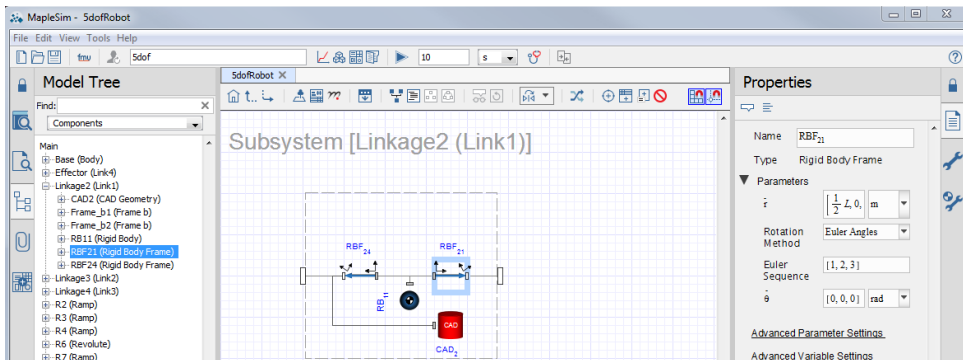 MapleSim - 5dofRobot
File Edit View Tools Help
fmu 5dof 10 s
Model Tree
Find:
Components
Main
Base (Body)
Effector (Link4)
Linkage2 (Link1)
CAD2 (CAD Geometry)
Frame_b1 (Frame b)
Frame_b2 (Frame b)
RB11 (Rigid Body)
RBF21 (Rigid Body Frame)
RBF24 (Rigid Body Frame)
Linkage3 (Link2)
Linkage4 (Link3)
R2 (Ramp)
R3 (Ramp)
R4 (Ramp)
R6 (Revolute)
R7 (Ramp)
5dofRobot
Subsystem [Linkage2 (Link1)]
RBF24
RBF21
RB11
CAD
CAD2
Properties
Name RBF21
Type Rigid Body Frame
Parameters
r̂ [1/2 L, 0, m
Rotation Method Euler Angles
Euler Sequence [1, 2, 3]
θ̂ [0, 0, 0] rad
Advanced Parameter Settings
Advanced Variable Settings